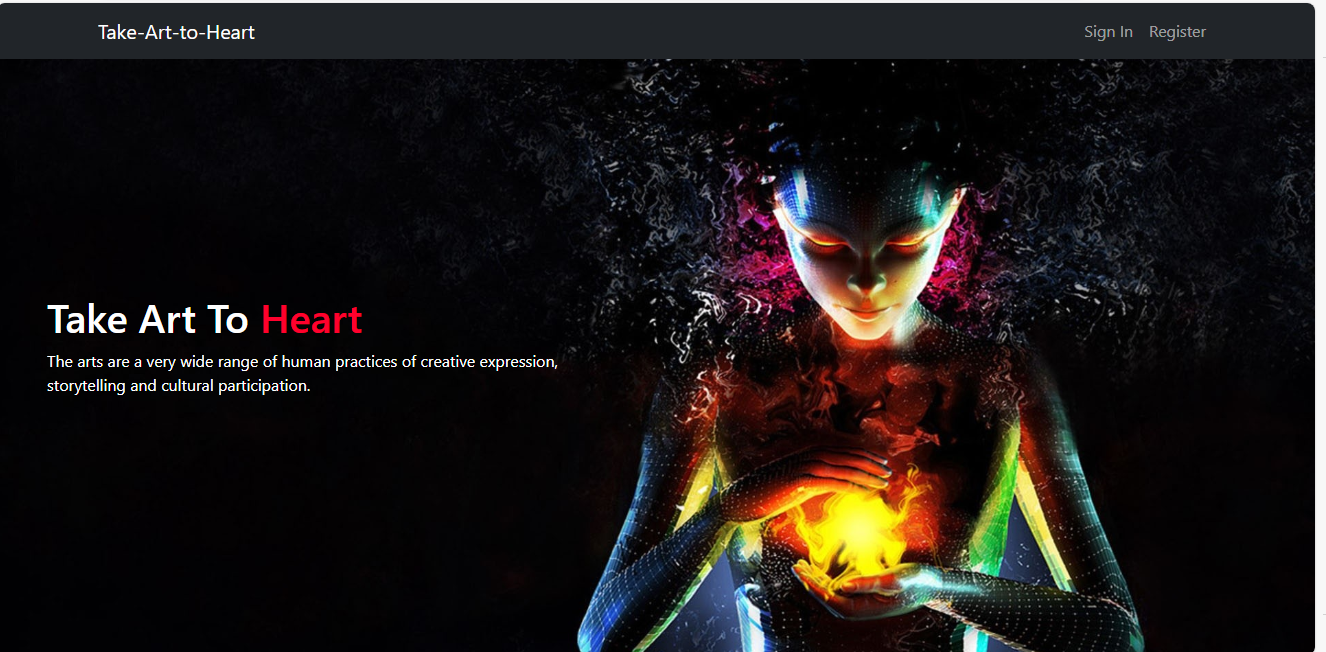 Take-Art-to-Heart
Sign In Register
Take Art To Heart
The arts are a very wide range of human practices of creative expression,
storytelling and cultural participation.